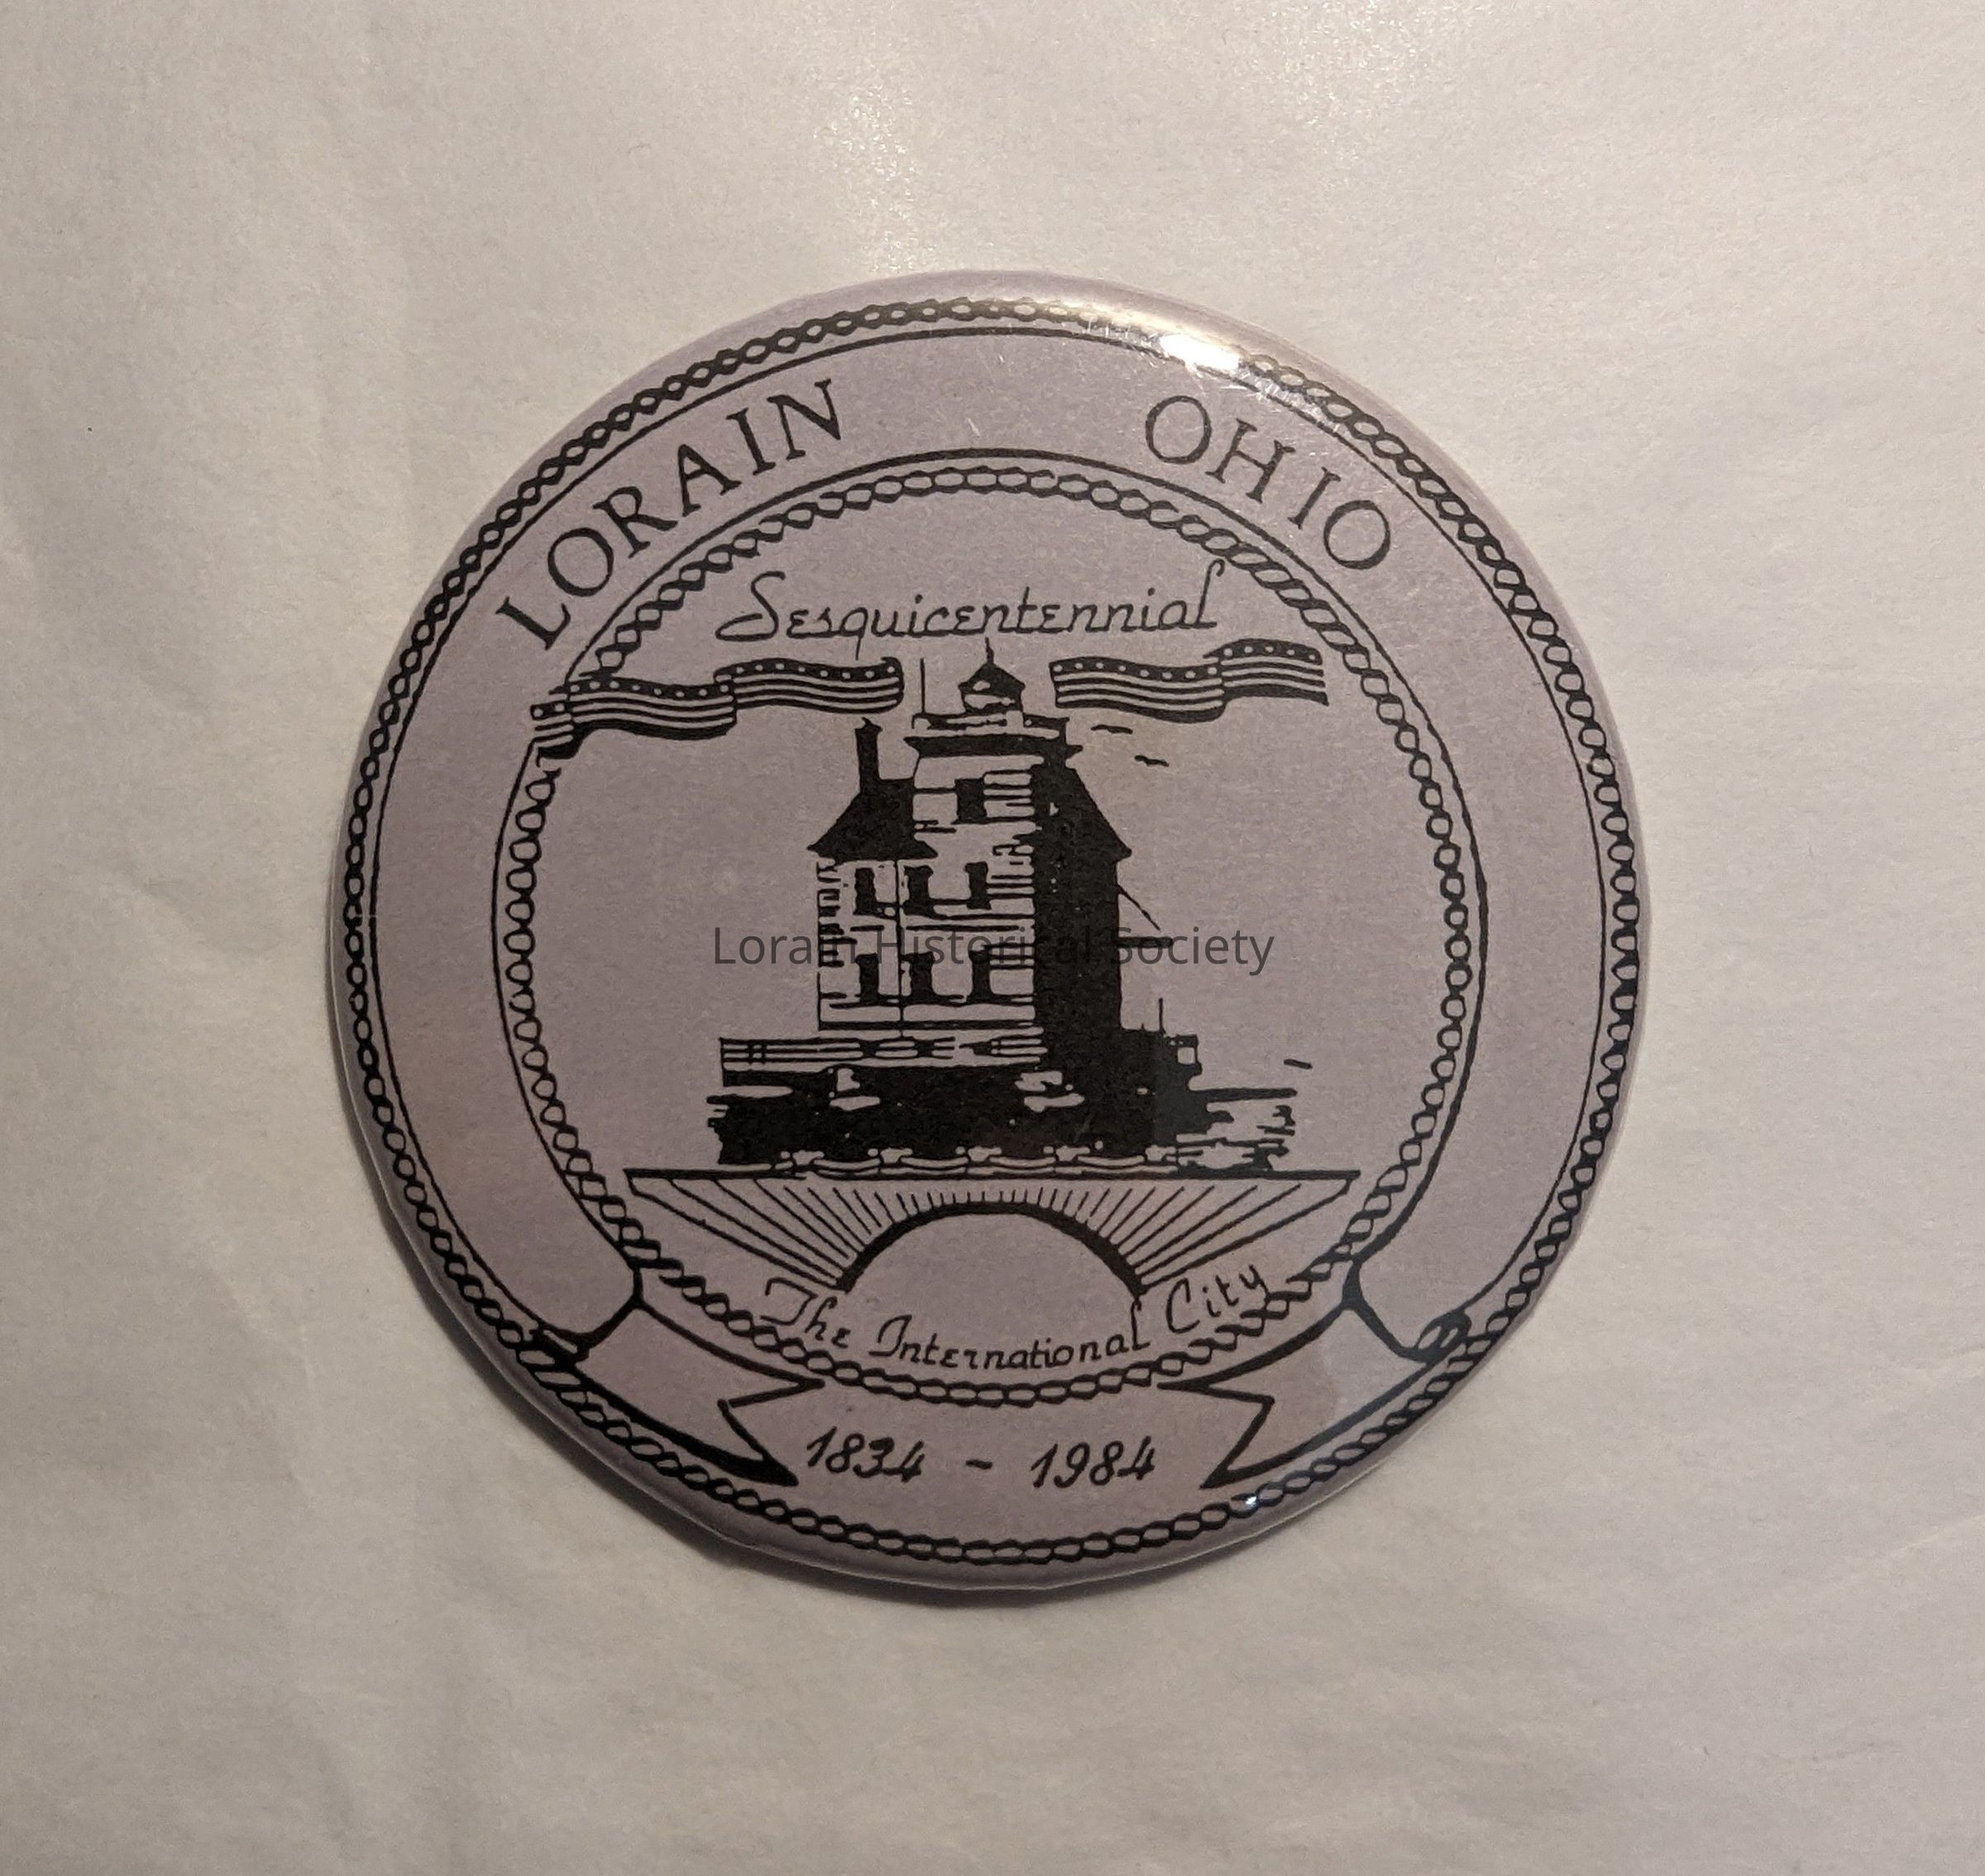 LORAIN OHIO
Sesquicentennial
Lorain Historical Society
The International City
1834 - 1984